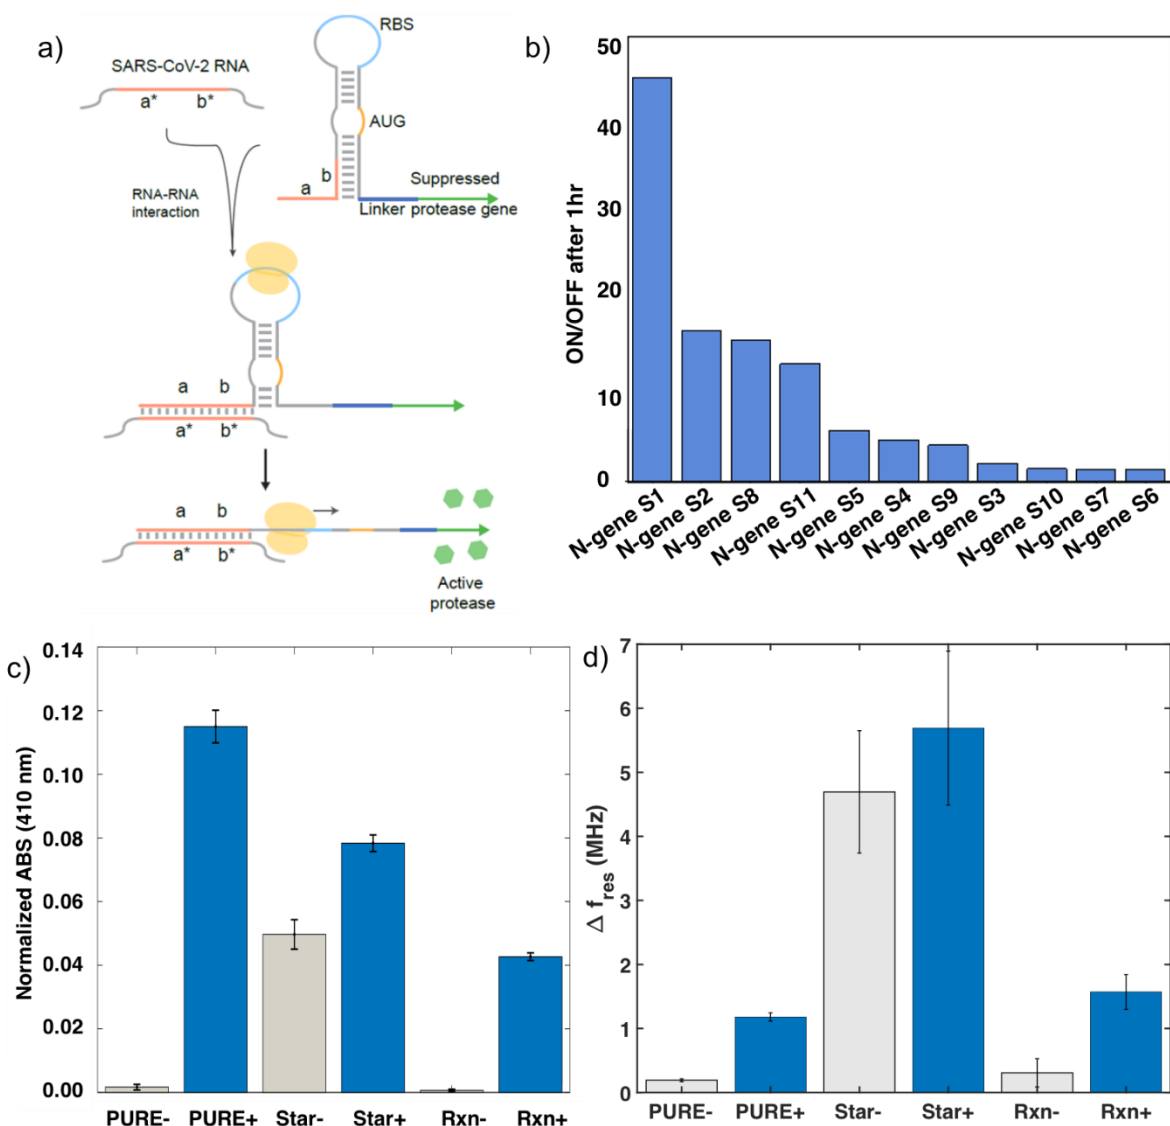 a)
SARS-CoV-2 RNA
a* b*
RBS
AUG
b
a
RNA-RNA
interaction
Suppressed
Linker protease gene
a b
a* b*
a b
a* b*
Active
protease
b)
ON/OFF after 1hr
50
40
30
20
10
0
N-gene S1
N-gene S2
N-gene S8
N-gene S11
N-gene S5
N-gene S4
N-gene S9
N-gene S3
N-gene S10
N-gene S7
N-gene S6
c)
Normalized ABS (410 nm)
0.14
0.12
0.10
0.08
0.06
0.04
0.02
0.00
PURE- PURE+ Star- Star+ Rxn- Rxn+
d)
Δ f_res (MHz)
7
6
5
4
3
2
1
0
PURE- PURE+ Star- Star+ Rxn- Rxn+